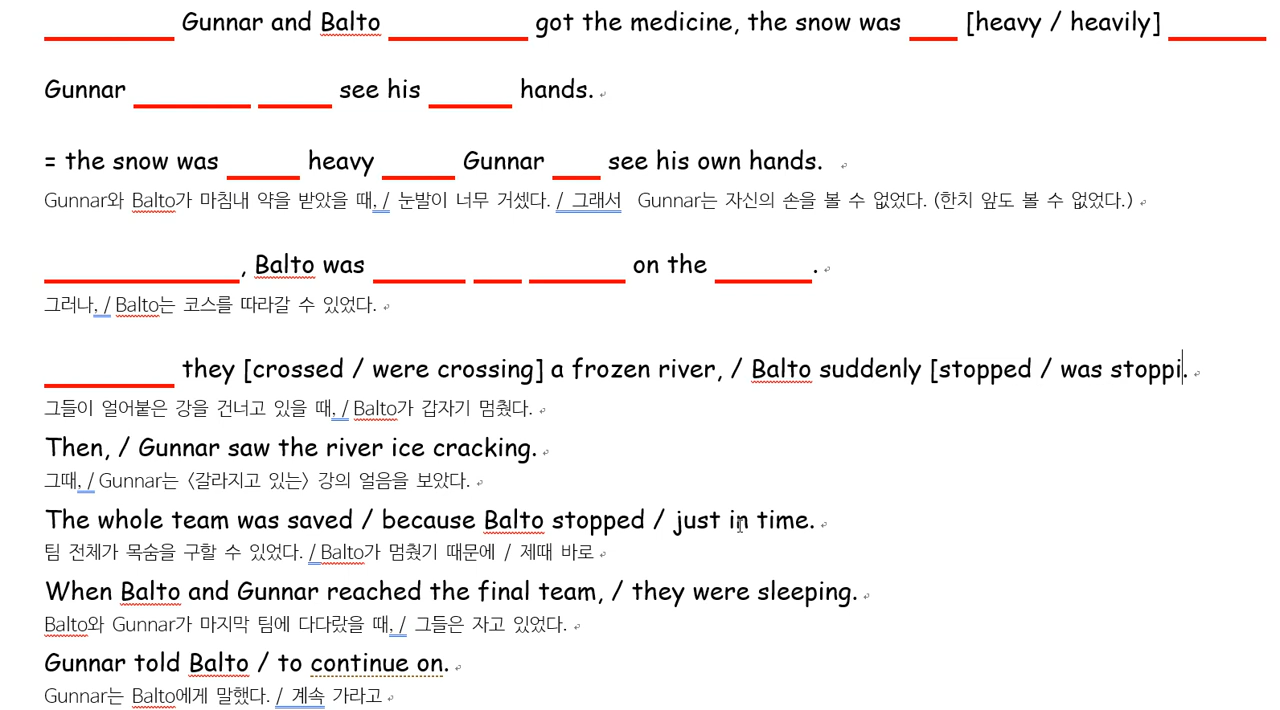 __________ Gunnar and Balto __________ got the medicine, the snow was ____ [heavy / heavily] ________
Gunnar _________ ______ see his ______ hands.
= the snow was ______ heavy ______ Gunnar ____ see his own hands.
Gunnar와 Balto가 마침내 약을 받았을 때, / 눈발이 너무 거셌다. / 그래서 Gunnar는 자신의 손을 볼 수 없었다. (한치 앞도 볼 수 없었다.)
_______________, Balto was _______ ____ ________ on the ________.
그러나, / Balto는 코스를 따라갈 수 있었다.
__________ they [crossed / were crossing] a frozen river, / Balto suddenly [stopped / was stoppi.
그들이 얼어붙은 강을 건너고 있을 때, / Balto가 갑자기 멈췄다.
Then, / Gunnar saw the river ice cracking.
그때, / Gunnar는 <갈라지고 있는> 강의 얼음을 보았다.
The whole team was saved / because Balto stopped / just in time.
팀 전체가 목숨을 구할 수 있었다. / Balto가 멈췄기 때문에 / 제때 바로
When Balto and Gunnar reached the final team, / they were sleeping.
Balto와 Gunnar가 마지막 팀에 다다랐을 때, / 그들은 자고 있었다.
Gunnar told Balto / to continue on.
Gunnar는 Balto에게 말했다. / 계속 가라고